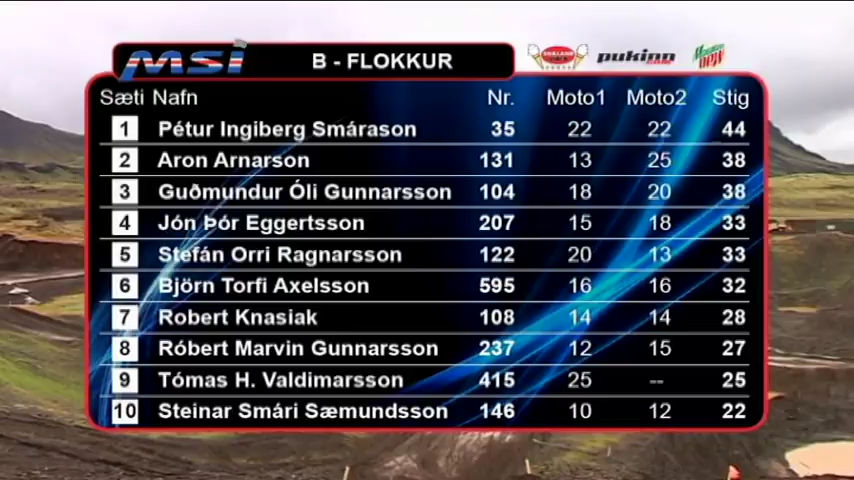 MSI
B - FLOKKUR
pukinn
.com
Sæti Nafn Nr. Moto1 Moto2 Stig
1 Pétur Ingiberg Smárason 35 22 22 44
2 Aron Arnarson 131 13 25 38
3 Guðmundur Óli Gunnarsson 104 18 20 38
4 Jón Þór Eggertsson 207 15 18 33
5 Stefán Orri Ragnarsson 122 20 13 33
6 Björn Torfi Axelsson 595 16 16 32
7 Robert Knasiak 108 14 14 28
8 Róbert Marvin Gunnarsson 237 12 15 27
9 Tómas H. Valdimarsson 415 25 -- 25
10 Steinar Smári Sæmundsson 146 10 12 22